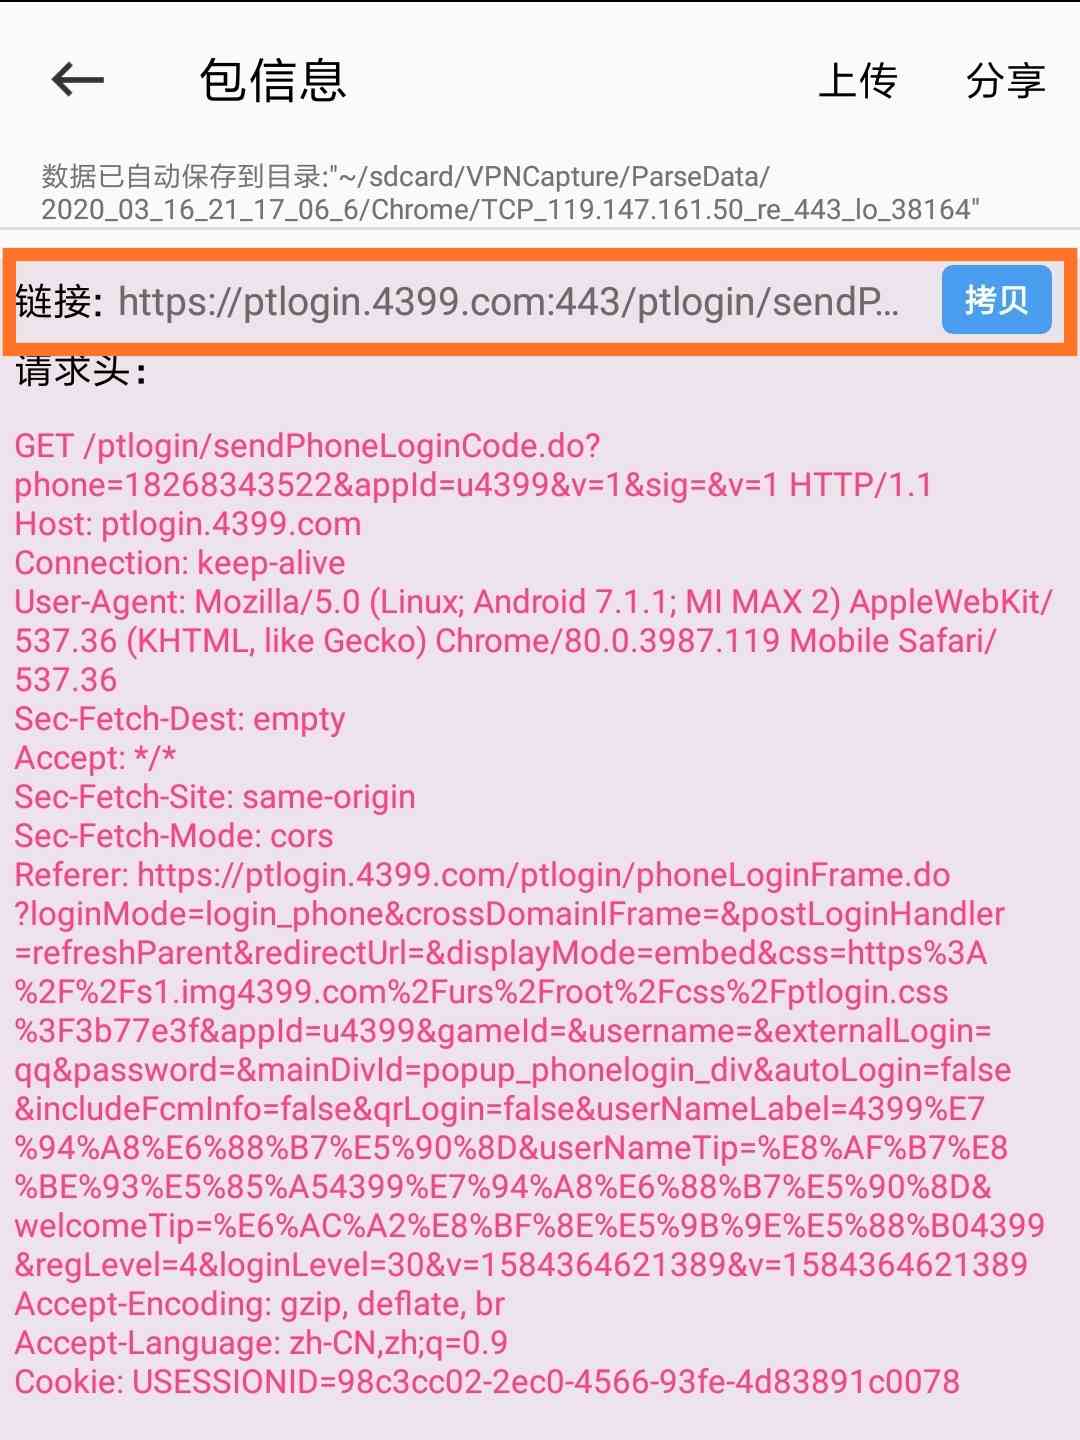 包信息
上传
分享
数据已自动保存到目录:"~/sdcard/VPNCapture/ParseData/
2020_03_16_21_17_06_6/Chrome/TCP_119.147.161.50_re_443_lo_38164"
链接: https://ptlogin.4399.com:443/ptlogin/sendP...
拷贝
请求头:
GET /ptlogin/sendPhoneLoginCode.do?
phone=18268343522&appId=u4399&v=1&sig=&v=1 HTTP/1.1
Host: ptlogin.4399.com
Connection: keep-alive
User-Agent: Mozilla/5.0 (Linux; Android 7.1.1; MI MAX 2) AppleWebKit/
537.36 (KHTML, like Gecko) Chrome/80.0.3987.119 Mobile Safari/
537.36
Sec-Fetch-Dest: empty
Accept: */*
Sec-Fetch-Site: same-origin
Sec-Fetch-Mode: cors
Referer: https://ptlogin.4399.com/ptlogin/phoneLoginFrame.do
?loginMode=login_phone&crossDomainIFrame=&postLoginHandler
=refreshParent&redirectUrl=&displayMode=embed&css=https%3A
%2F%2Fs1.img4399.com%2Furs%2Froot%2Fcss%2Fptlogin.css
%3F3b77e3f&appId=u4399&gameId=&username=&externalLogin=
qq&password=&mainDivId=popup_phonelogin_div&autoLogin=false
&includeFcmInfo=false&qrLogin=false&userNameLabel=4399%E7
%94%A8%E6%88%B7%E5%90%8D&userNameTip=%E8%AF%B7%E8
%BE%93%E5%85%A54399%E7%94%A8%E6%88%B7%E5%90%8D&
welcomeTip=%E6%AC%A2%E8%BF%8E%E5%9B%9E%E5%88%B04399
&regLevel=4&loginLevel=30&v=1584364621389&v=1584364621389
Accept-Encoding: gzip, deflate, br
Accept-Language: zh-CN,zh;q=0.9
Cookie: USESSIONID=98c3cc02-2ec0-4566-93fe-4d83891c0078